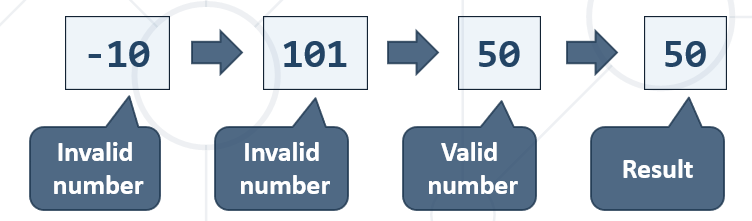 -10
101
50
50
Invalid
number
Invalid
number
Valid
number
Result